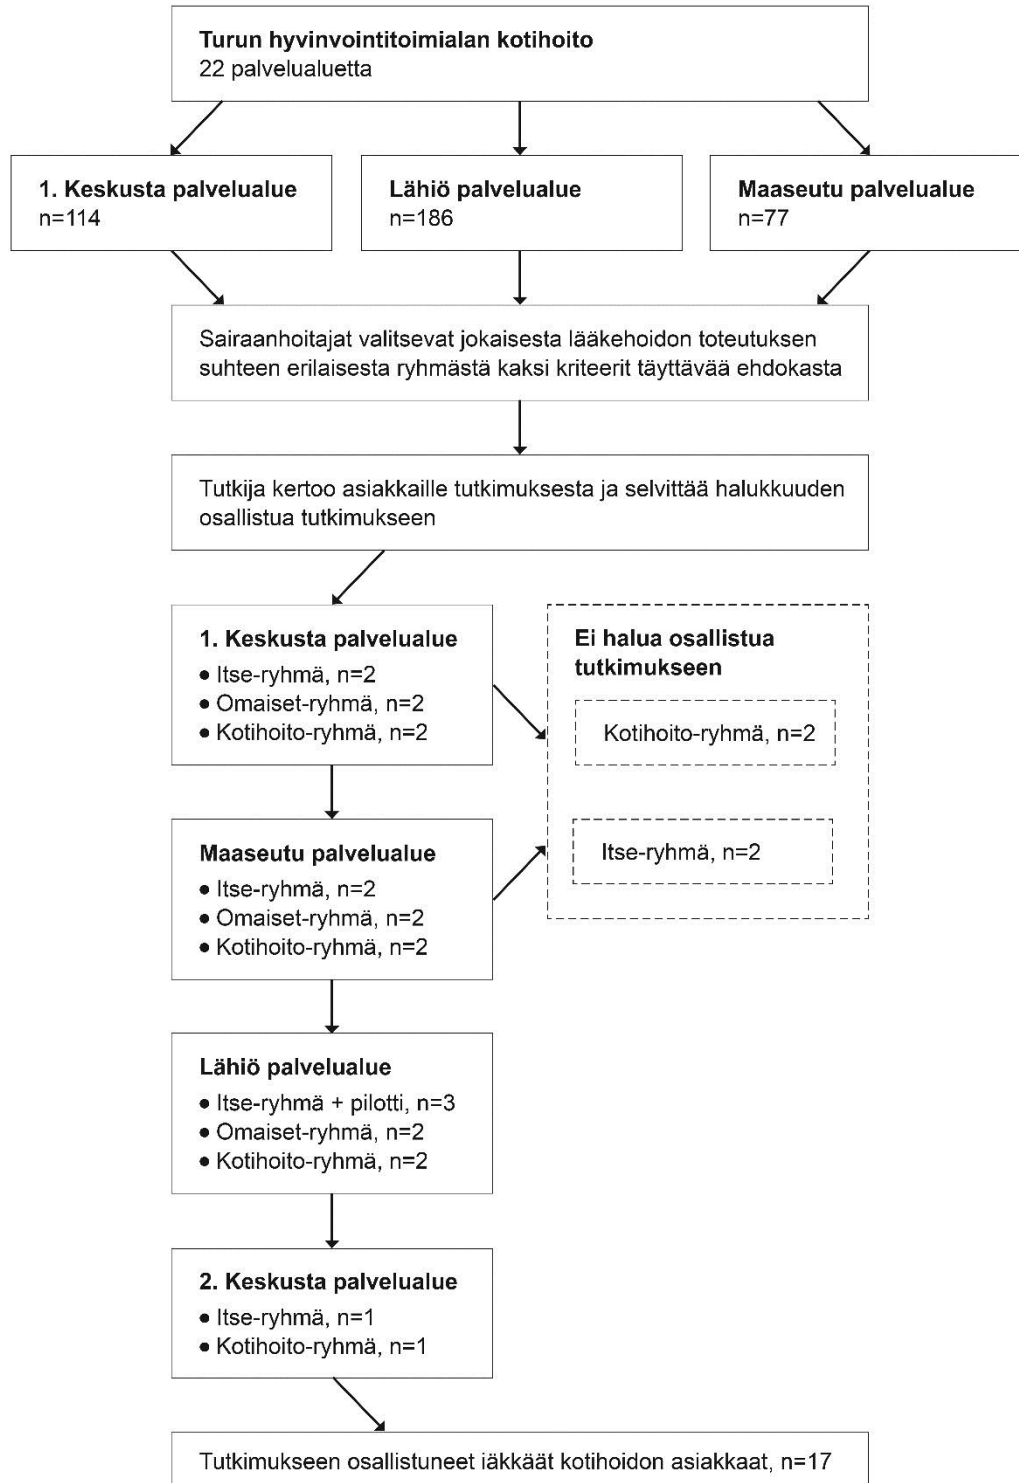 Turun hyvinvointitoimialan kotihoito
22 palvelualuetta
1. Keskusta palvelualue
n=114
Lähiö palvelualue
n=186
Maaseutu palvelualue
n=77
Sairaanhoitajat valitsevat jokaisesta lääkehoidon toteutuksen
suhteen erilaisesta ryhmästä kaksi kriteerit täyttävää ehdokasta
Tutkija kertoo asiakkaille tutkimuksesta ja selvittää halukkuuden
osallistua tutkimukseen
1. Keskusta palvelualue
• Itse-ryhmä, n=2
• Omaiset-ryhmä, n=2
• Kotihoito-ryhmä, n=2
Ei halua osallistua
tutkimukseen
Kotihoito-ryhmä, n=2
Itse-ryhmä, n=2
Maaseutu palvelualue
• Itse-ryhmä, n=2
• Omaiset-ryhmä, n=2
• Kotihoito-ryhmä, n=2
Lähiö palvelualue
• Itse-ryhmä + pilotti, n=3
• Omaiset-ryhmä, n=2
• Kotihoito-ryhmä, n=2
2. Keskusta palvelualue
• Itse-ryhmä, n=1
• Kotihoito-ryhmä, n=1
Tutkimukseen osallistuneet iäkkäät kotihoidon asiakkaat, n=17